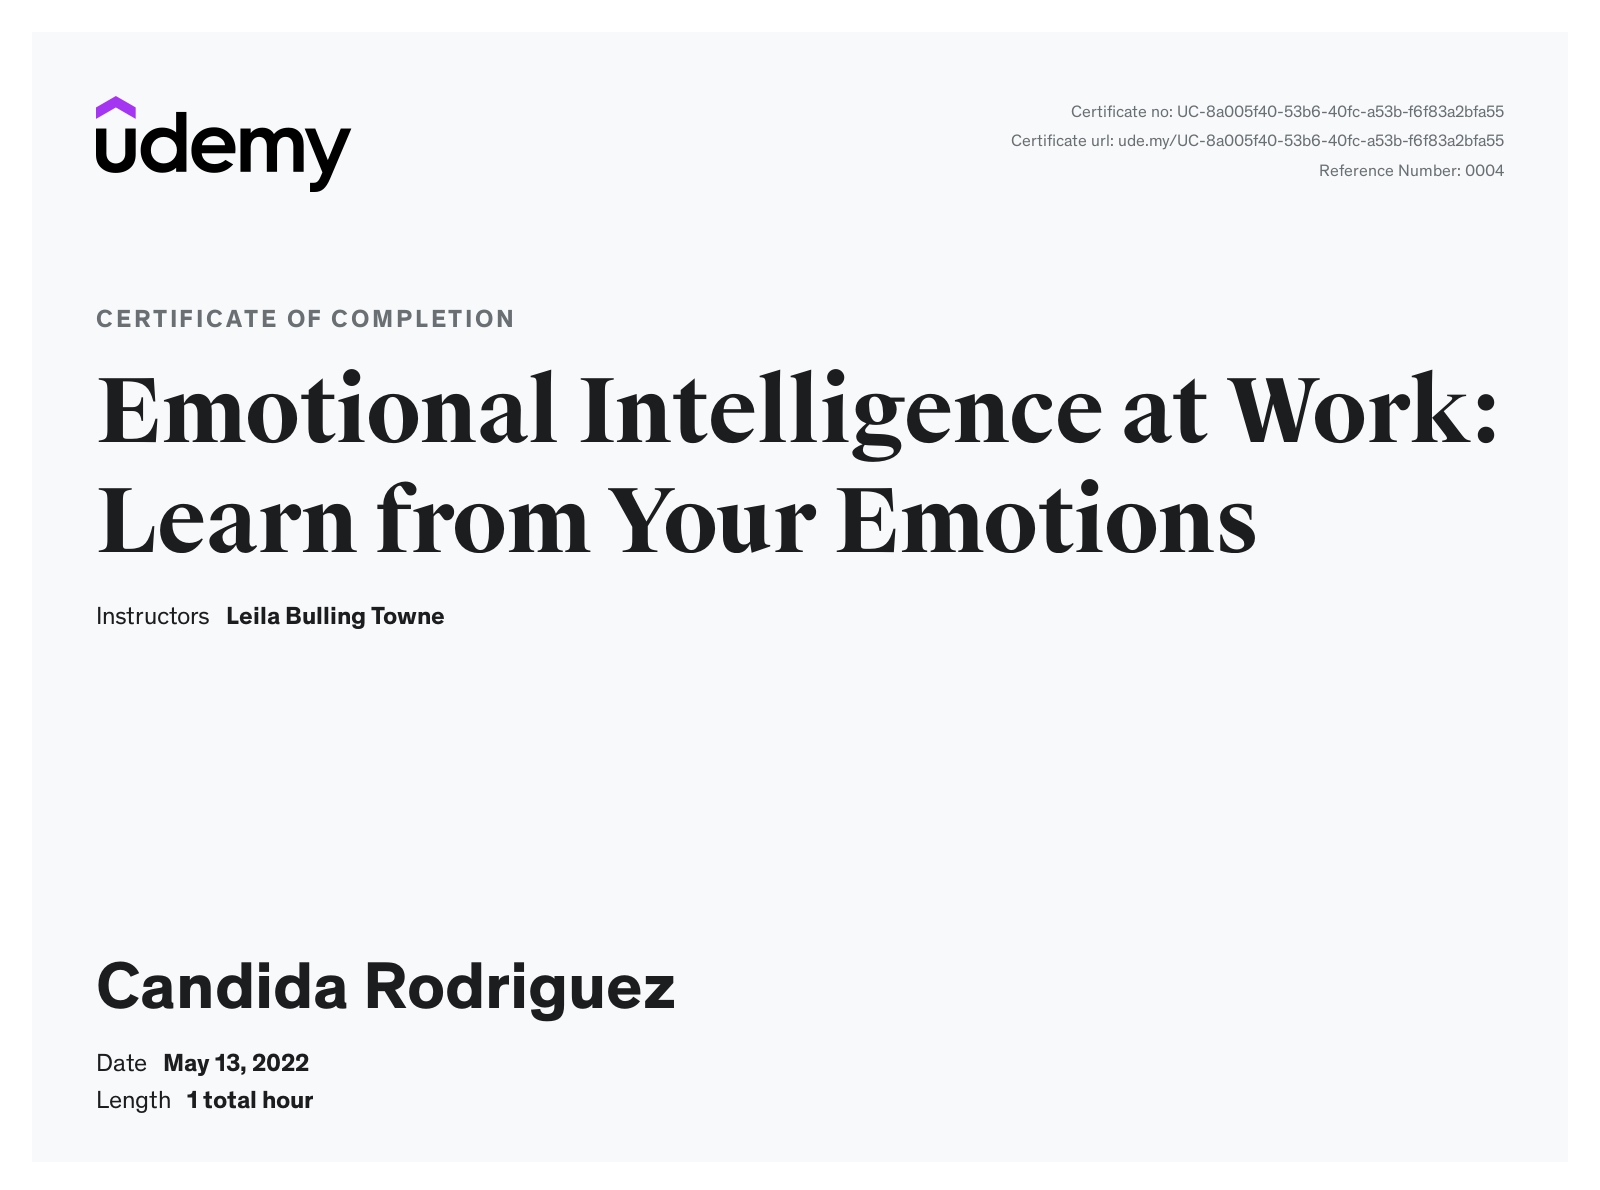 udemy
Certificate no: UC-8a005f40-53b6-40fc-a53b-f6f83a2bfa55
Certificate url: ude.my/UC-8a005f40-53b6-40fc-a53b-f6f83a2bfa55
Reference Number: 0004
CERTIFICATE OF COMPLETION
Emotional Intelligence at Work:
Learn from Your Emotions
Instructors Leila Bulling Towne
Candida Rodriguez
Date May 13, 2022
Length 1 total hour